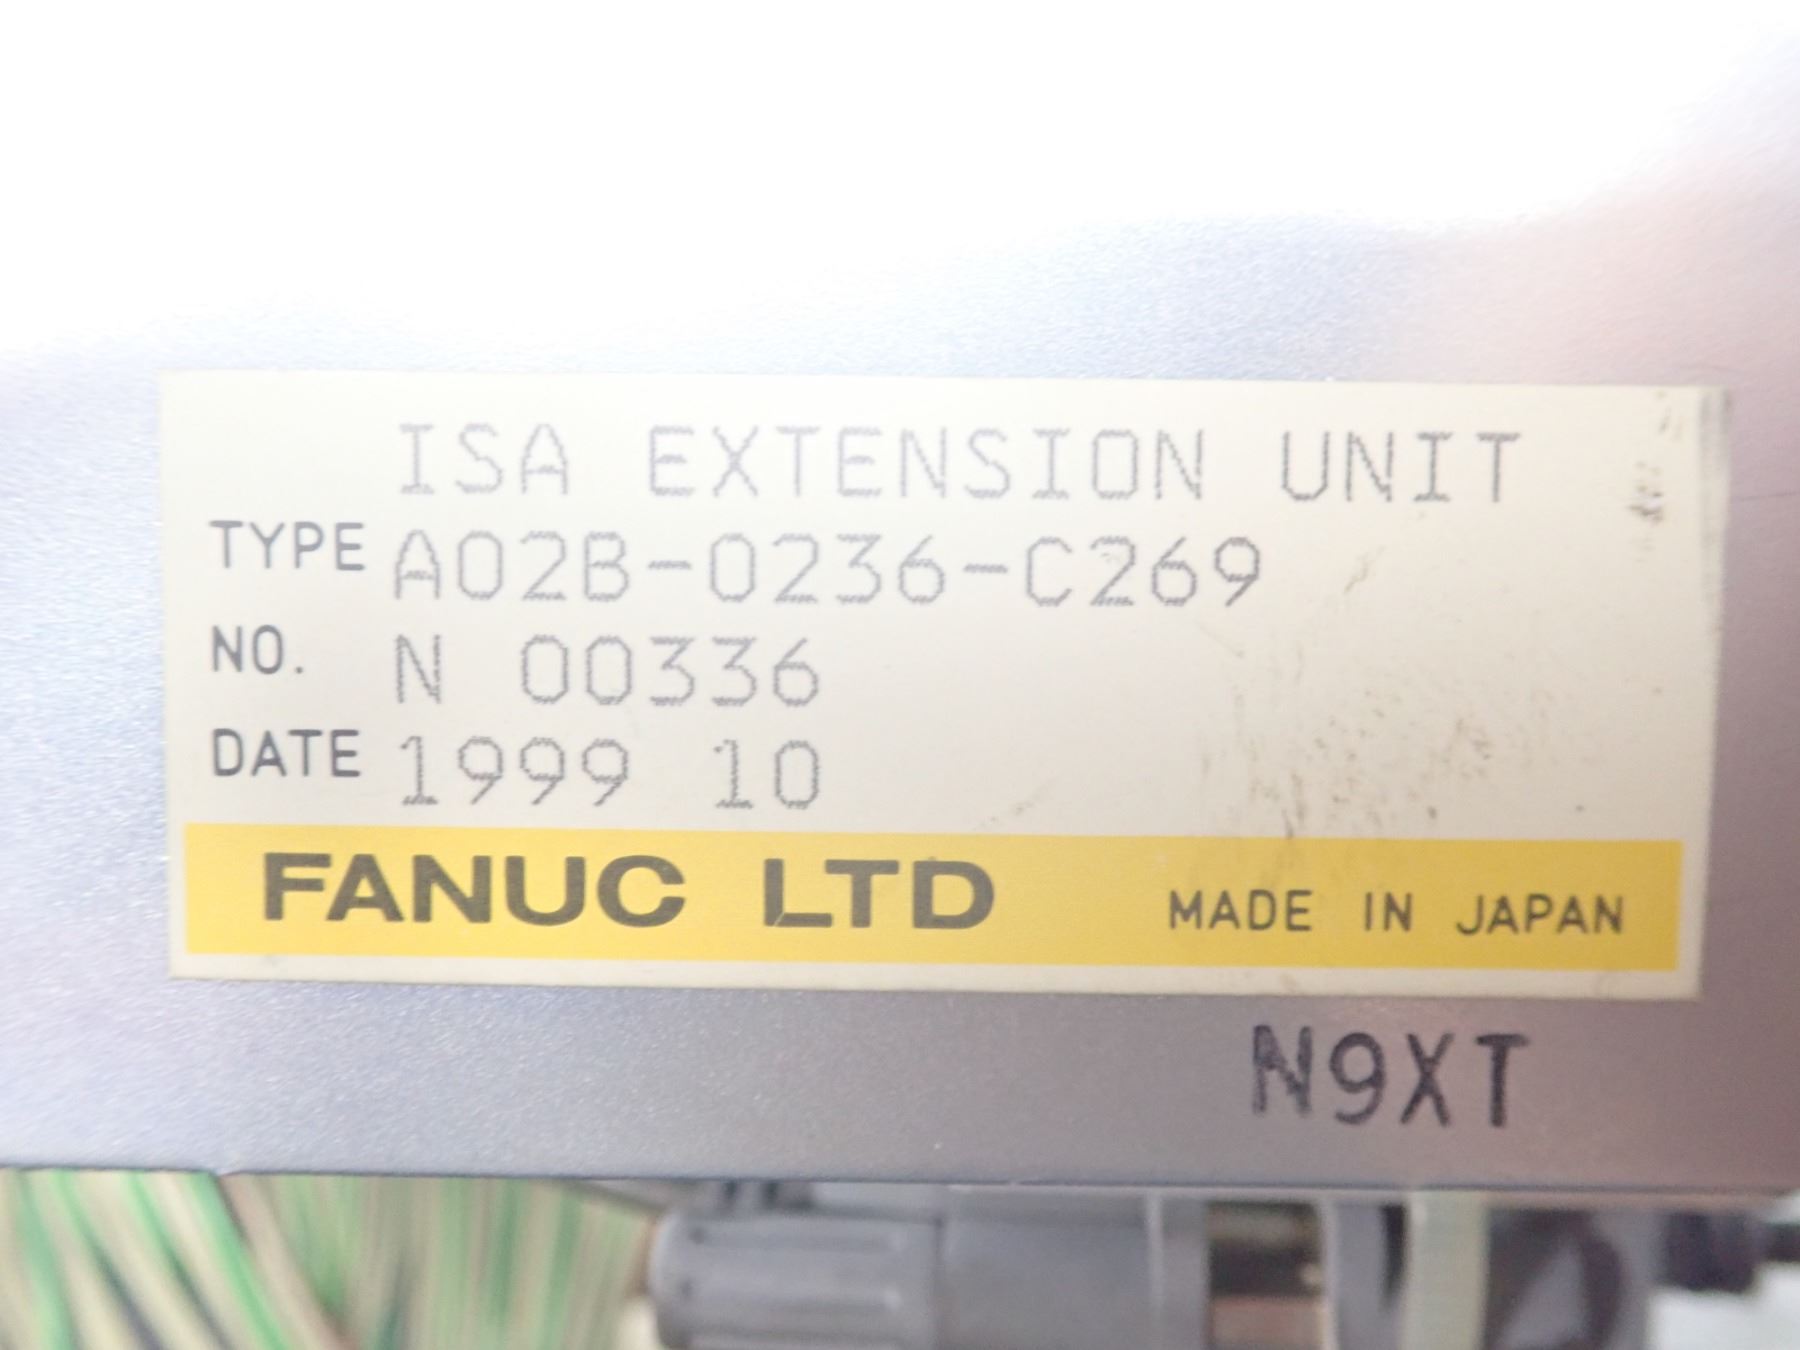 ISA EXTENSION UNIT
TYPE A02B-0236-C269
NO. N 00336
DATE 1999 10
FANUC LTD MADE IN JAPAN
N9XT